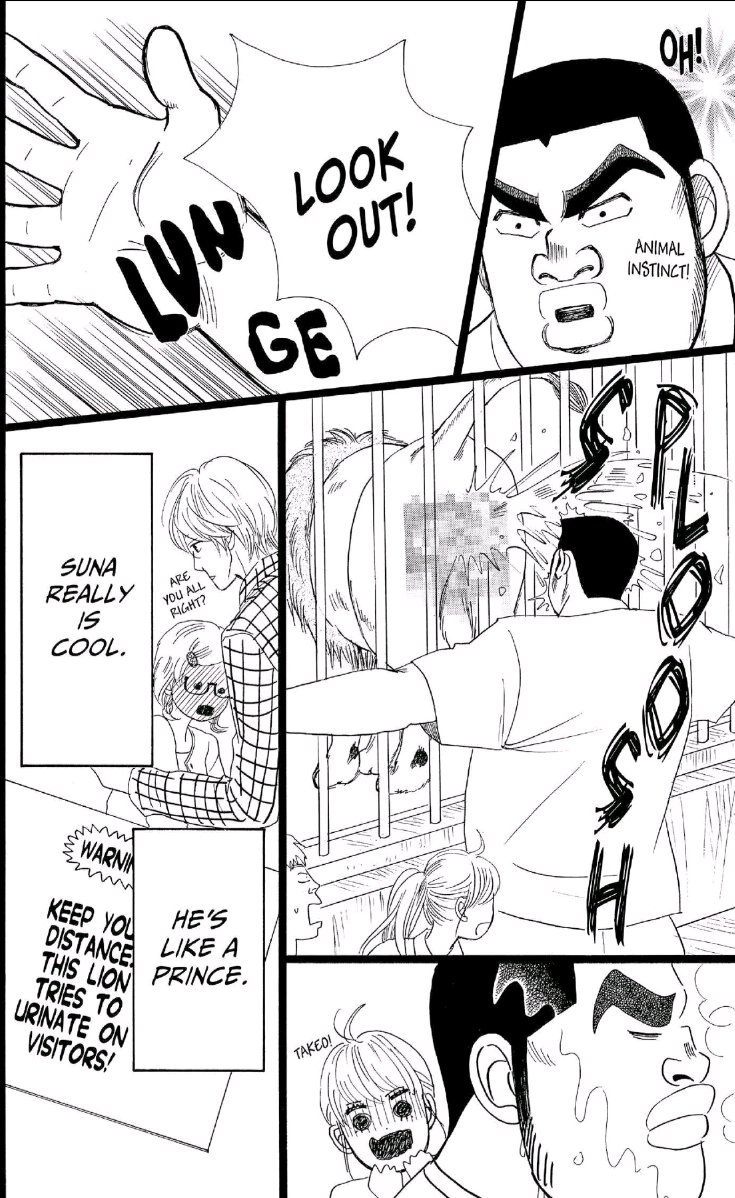 LOOK
OUT!
LUN
GE
OH!
ANIMAL
INSTINCT!
SPLOOSH
SUNA
REALLY
IS
COOL.
ARE
YOU ALL
RIGHT?
HE'S
LIKE A
PRINCE.
WARNIN
KEEP YOU
DISTANCE.
THIS LION
TRIES TO
URINATE ON
VISITORS!
TAKEO!